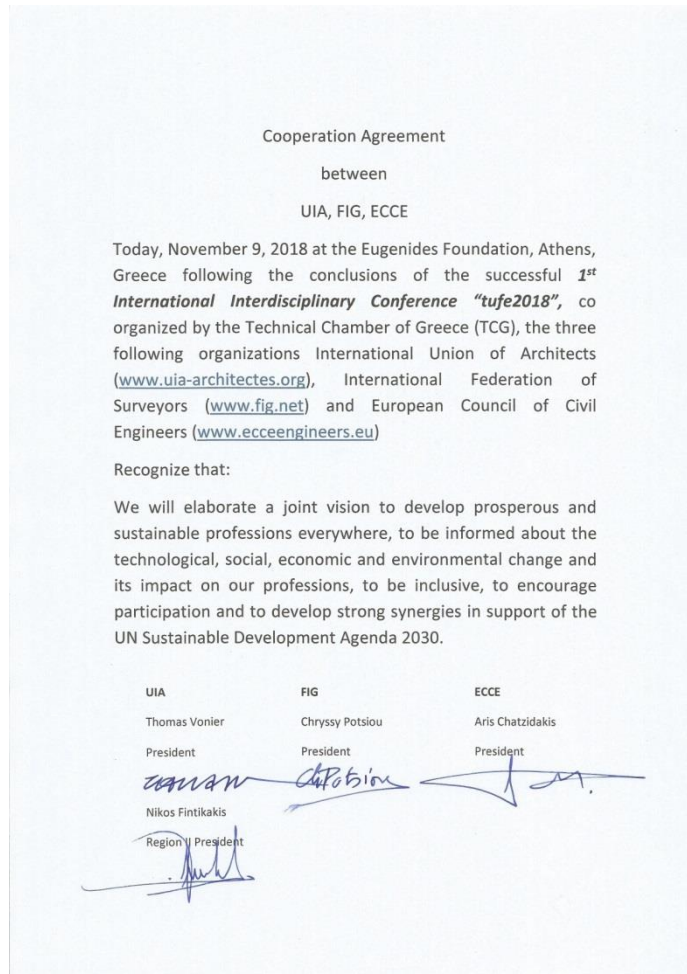 Cooperation Agreement
between
UIA, FIG, ECCE
Today, November 9, 2018 at the Eugenides Foundation, Athens,
Greece following the conclusions of the successful 1st
International Interdisciplinary Conference “tufe2018”, co
organized by the Technical Chamber of Greece (TCG), the three
following organizations International Union of Architects
(www.uia-architectes.org), International Federation of
Surveyors (www.fig.net) and European Council of Civil
Engineers (www.ecceengineers.eu)
Recognize that:
We will elaborate a joint vision to develop prosperous and
sustainable professions everywhere, to be informed about the
technological, social, economic and environmental change and
its impact on our professions, to be inclusive, to encourage
participation and to develop strong synergies in support of the
UN Sustainable Development Agenda 2030.
UIA FIG ECCE
Thomas Vonier Chryssy Potsiou Aris Chatzidakis
President President President
ChPotsiou
Nikos Fintikakis
Region II President